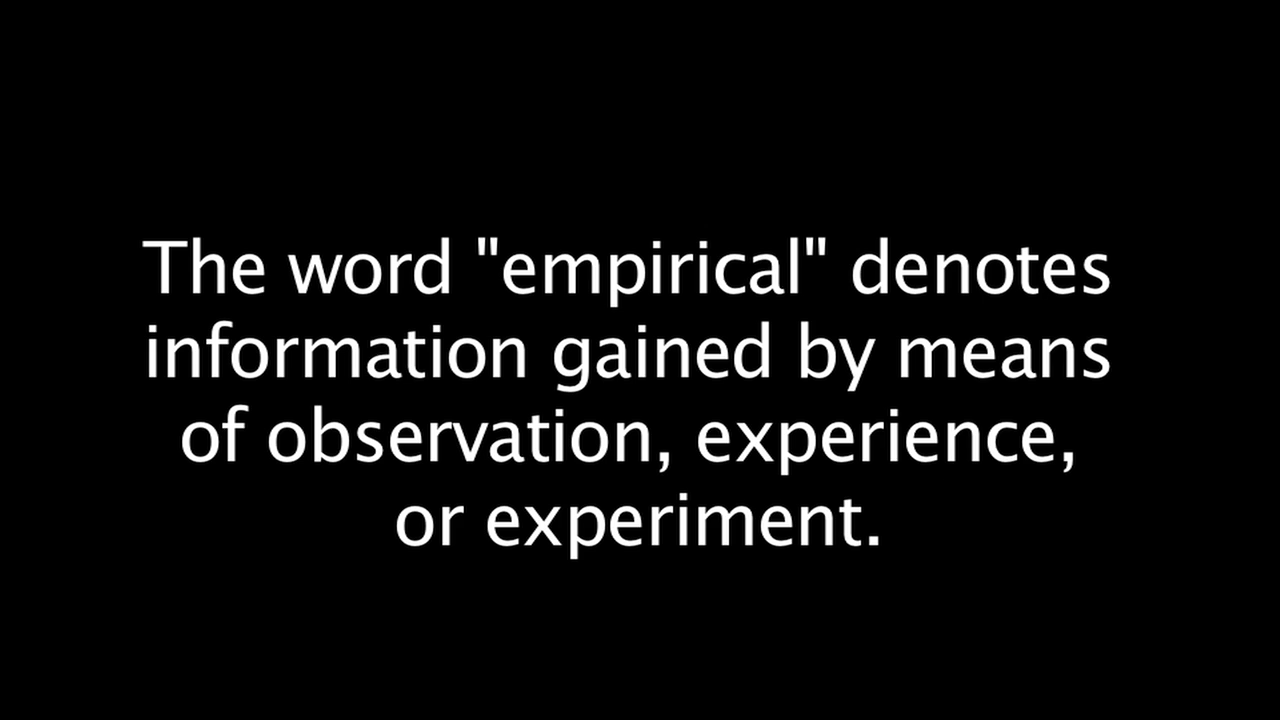 The word "empirical" denotes
information gained by means
of observation, experience,
or experiment.